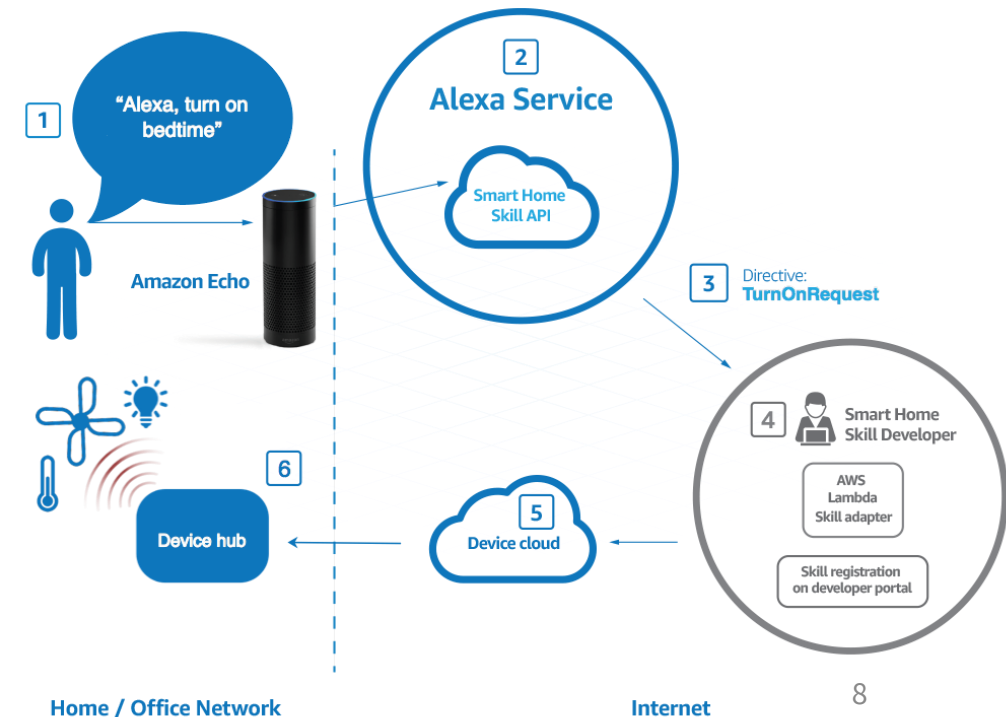 1
“Alexa, turn on
bedtime”
2
Alexa Service
Smart Home
Skill API
Amazon Echo
3
Directive:
TurnOnRequest
4
Smart Home
Skill Developer
AWS
Lambda
Skill adapter
Skill registration
on developer portal
5
Device cloud
6
Device hub
Home / Office Network
Internet
8